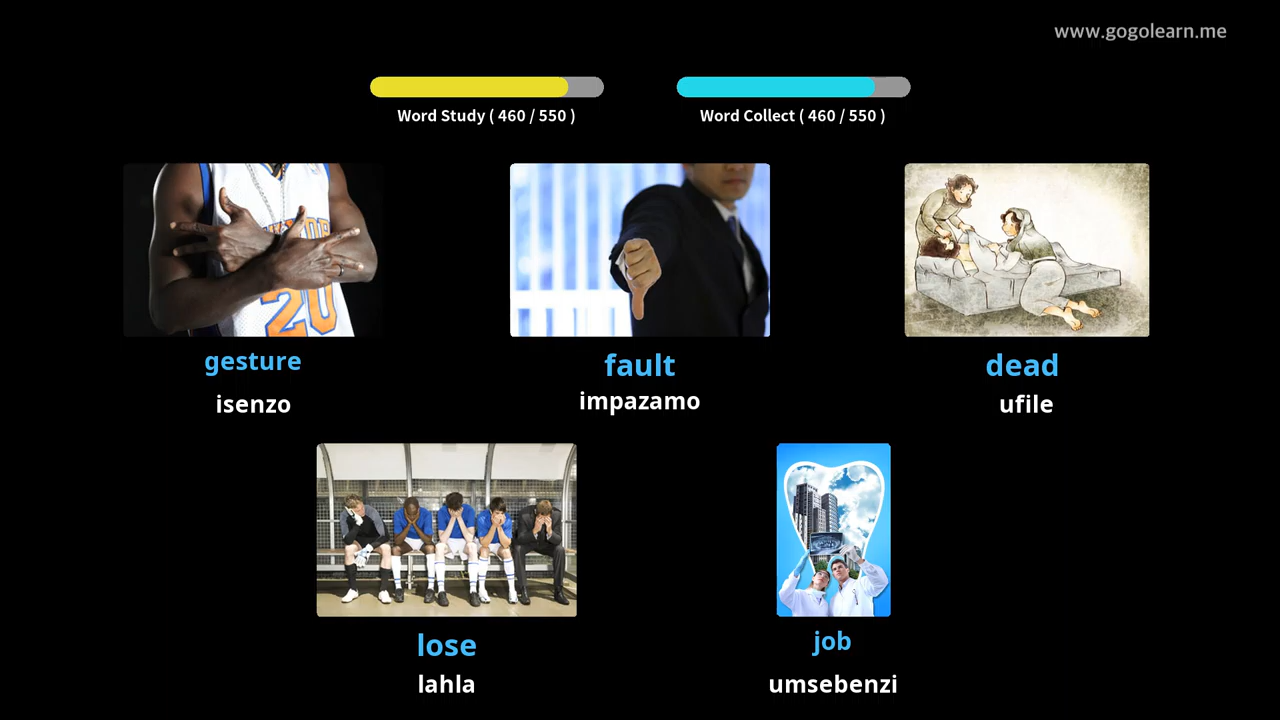 www.gogolearn.me
Word Study ( 460 / 550 )
Word Collect ( 460 / 550 )
20
gesture
isenzo
fault
impazamo
dead
ufile
lose
lahla
job
umsebenzi